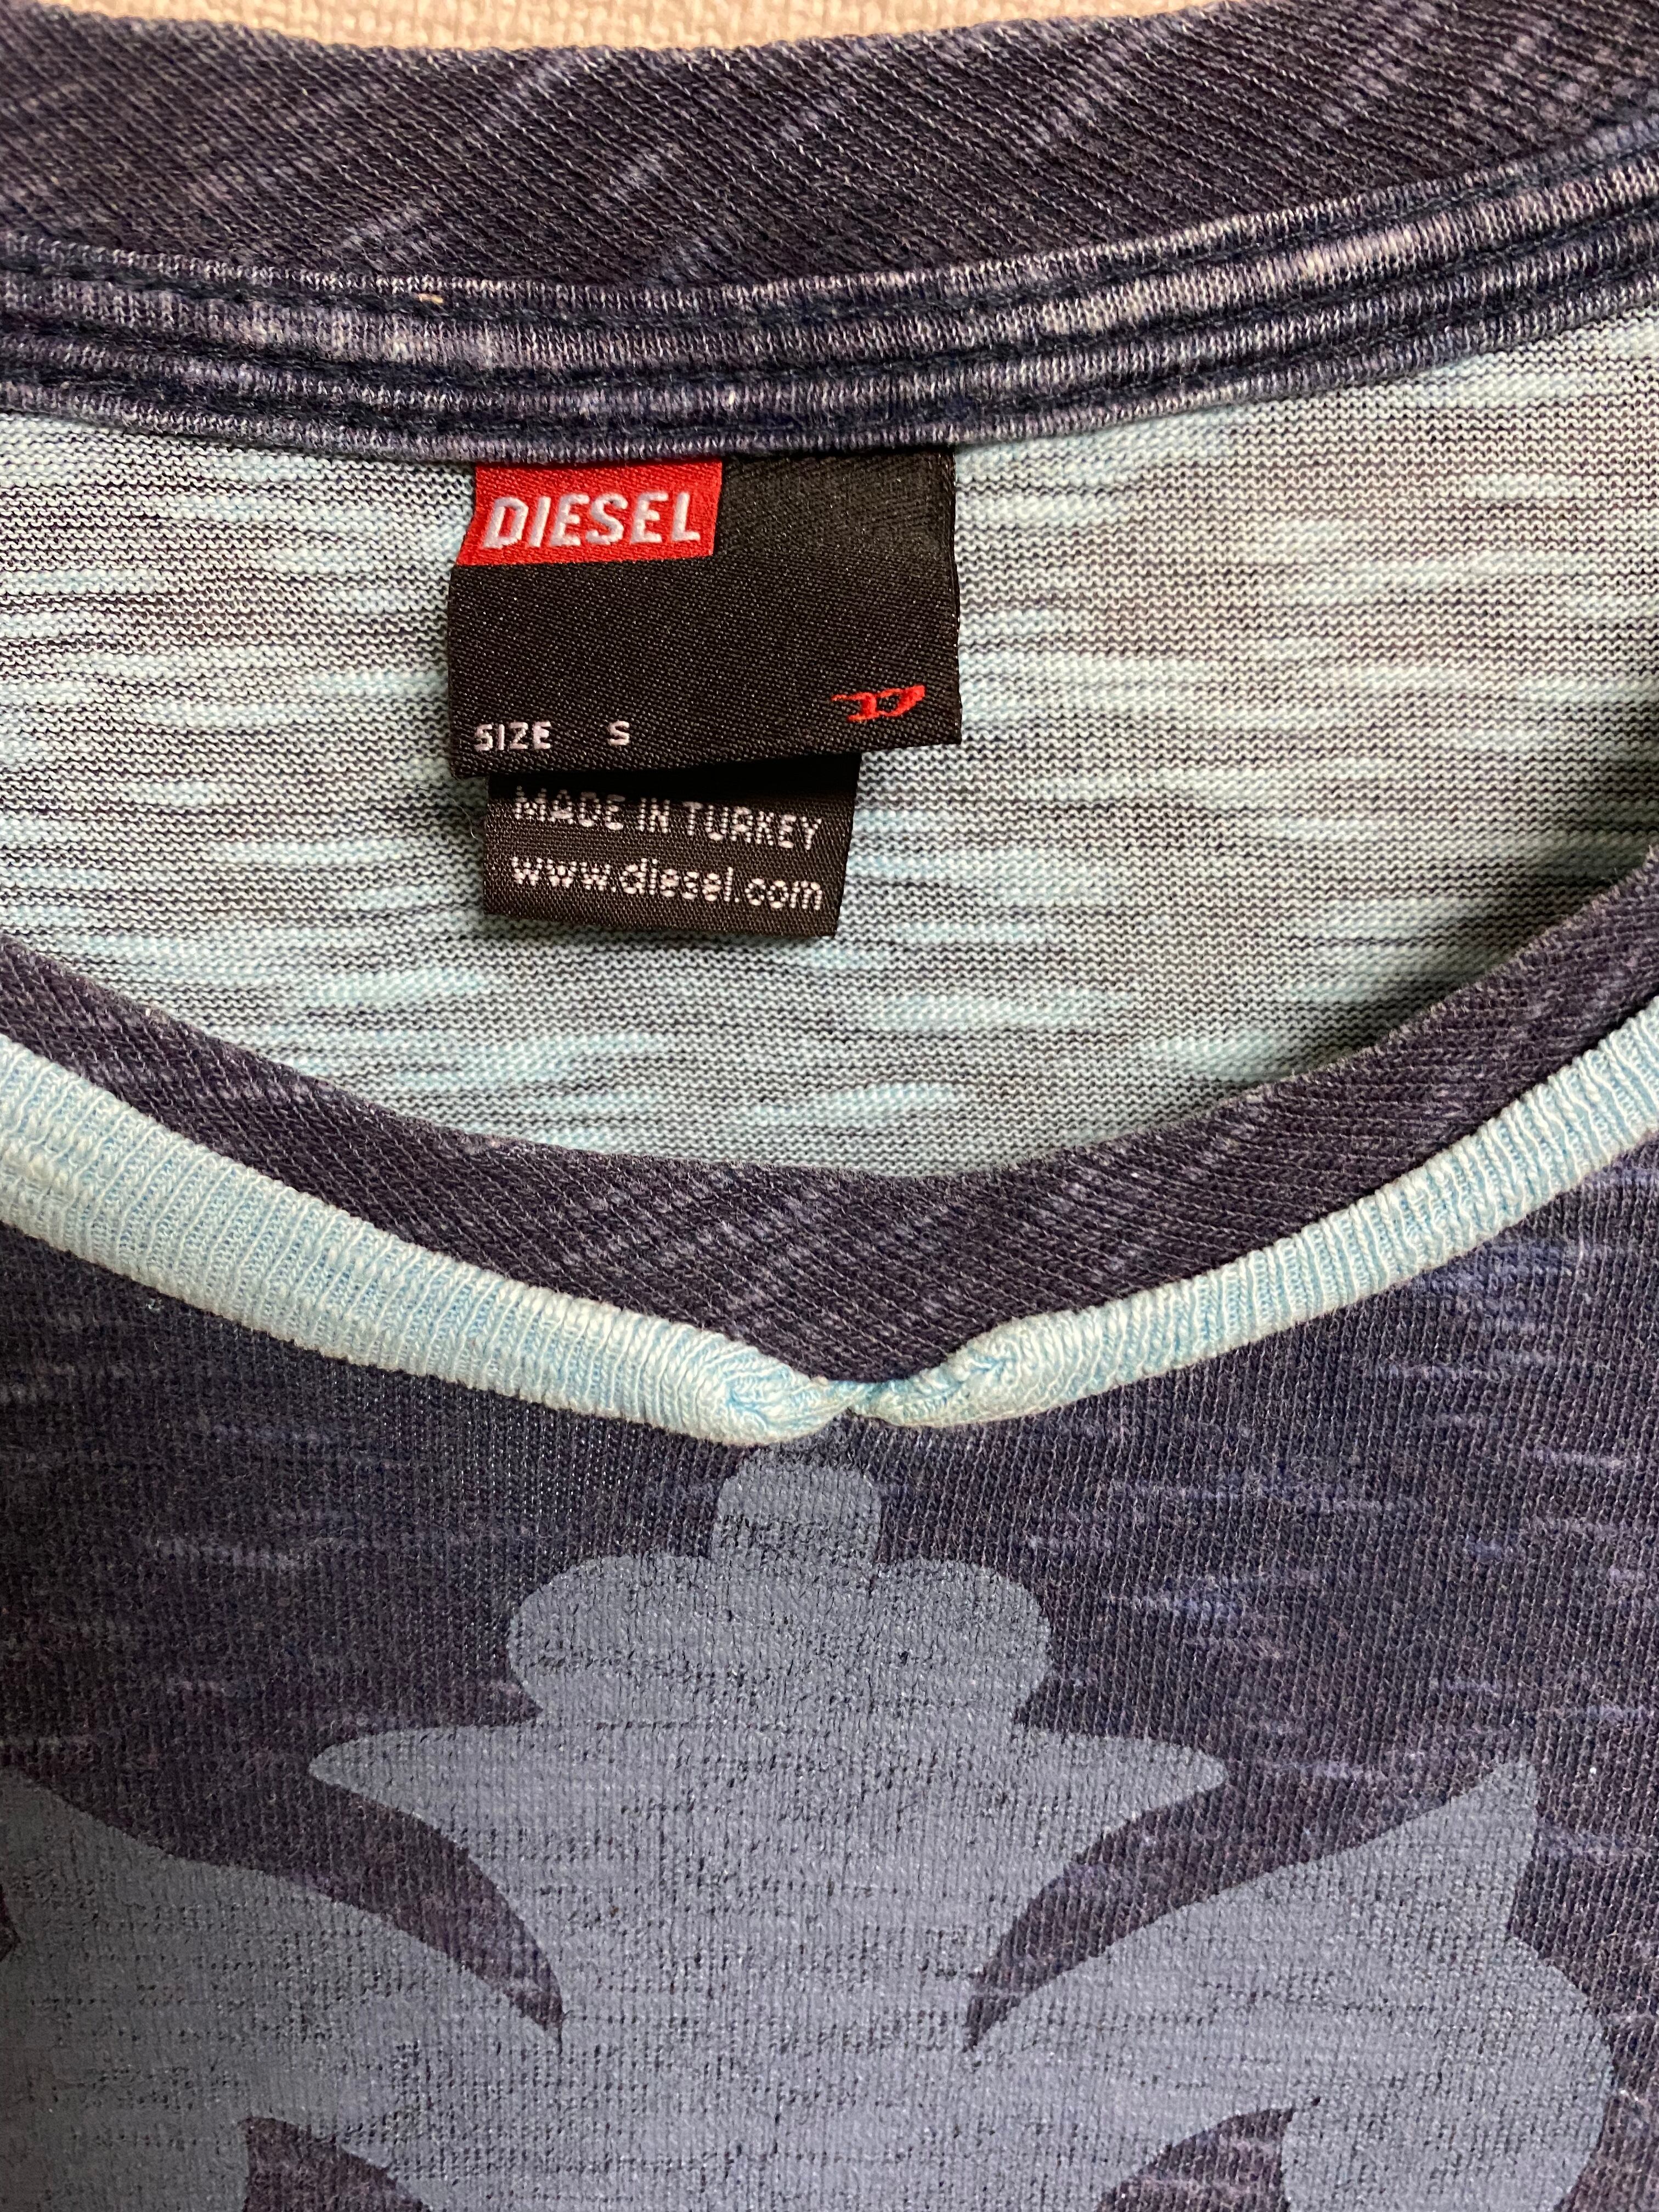 DIESEL
SIZE S
D
MADE IN TURKEY
www.diesel.com